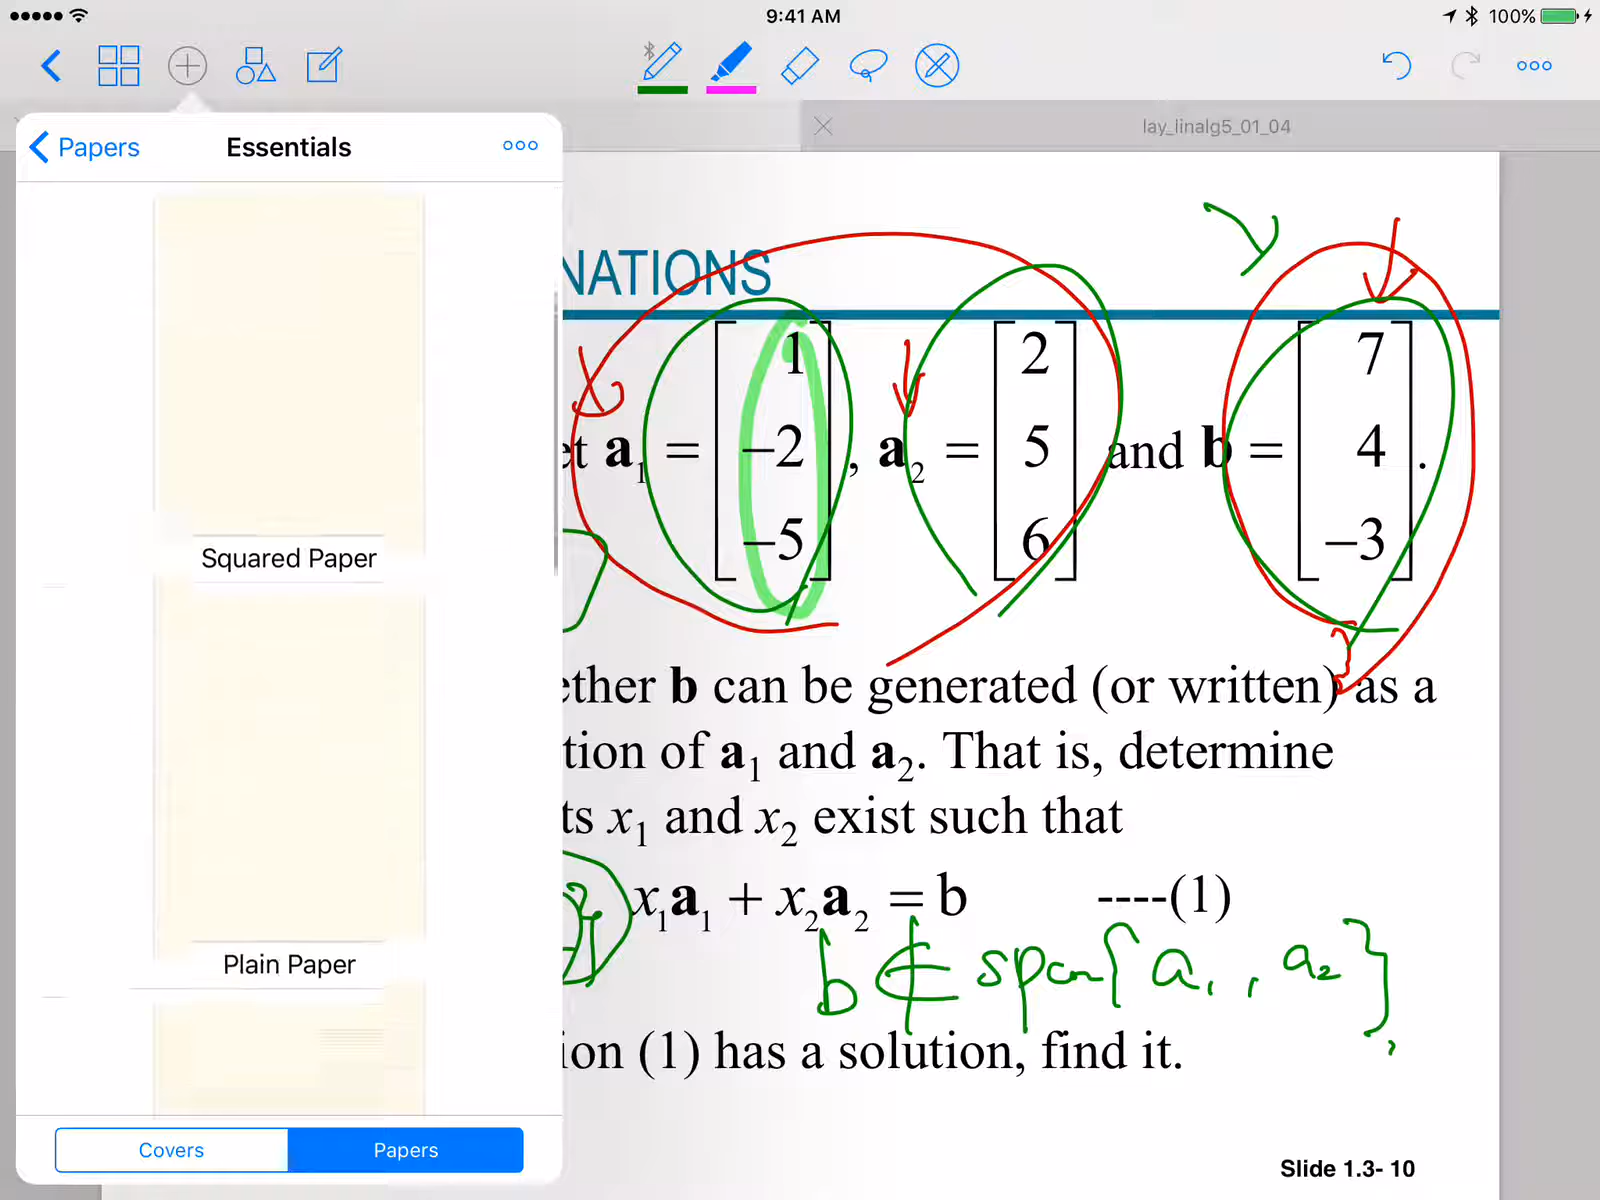 9:41 AM
100%
Papers Essentials
lay_linalg5_01_04
Squared Paper
Plain Paper
Covers Papers
NATIONS
et a1 = [1 −2 −5], a2 = [2 5 6] and b = [7 4 −3].
ether b can be generated (or written) as a
tion of a1 and a2. That is, determine
ts x1 and x2 exist such that
x1a1 + x2a2 = b ----(1)
b ∉ span{a1, a2},
ion (1) has a solution, find it.
Slide 1.3- 10